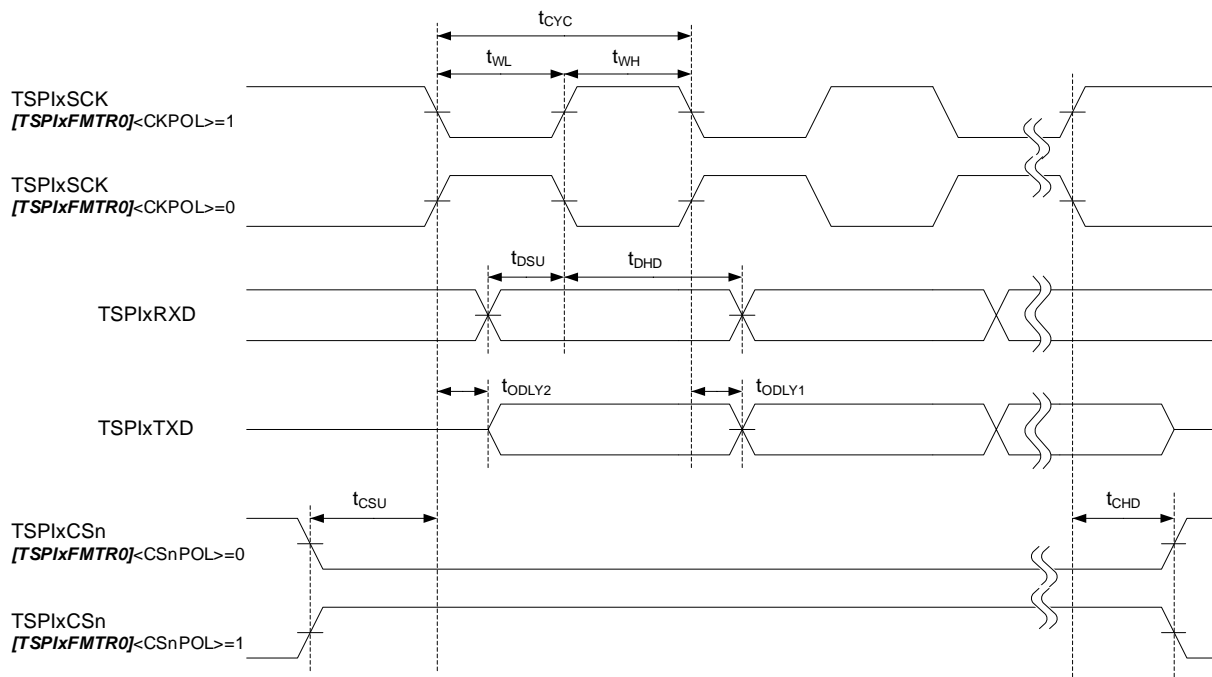 tCYC
tWL
tWH
TSPIxSCK
[TSPIxFMTR0]<CKPOL>=1
TSPIxSCK
[TSPIxFMTR0]<CKPOL>=0
tDSU
tDHD
TSPIxRXD
tODLY2
tODLY1
TSPIxTXD
tCSU
tCHD
TSPIxCSn
[TSPIxFMTR0]<CSnPOL>=0
TSPIxCSn
[TSPIxFMTR0]<CSnPOL>=1